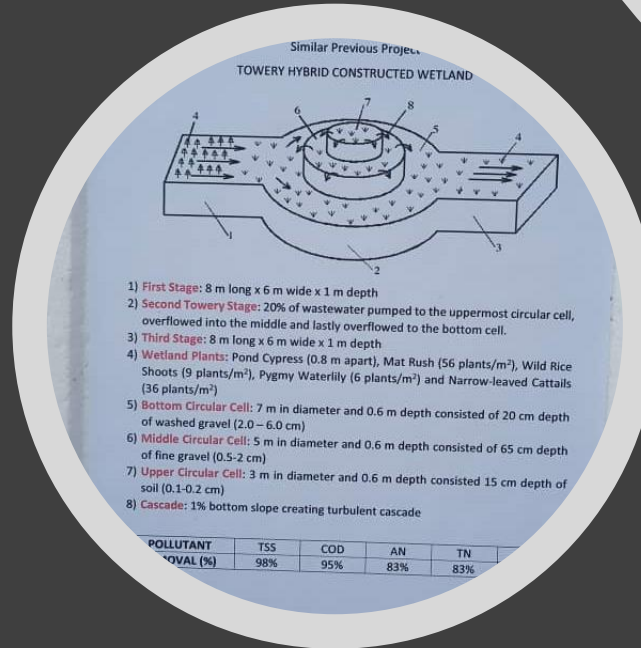 Similar Previous
TOWERY HYBRID CONSTRUCTED WETLAND
7
6
8
4
5
4
1
3
2
1) First Stage: 8 m long x 6 m wide x 1 m depth
2) Second Towery Stage: 20% of wastewater pumped to the uppermost circular cell,
overflowed into the middle and lastly overflowed to the bottom cell.
3) Third Stage: 8 m long x 6 m wide x 1 m depth
4) Wetland Plants: Pond Cypress (0.8 m apart), Mat Rush (56 plants/m²), Wild Rice
Shoots (9 plants/m²), Pygmy Waterlily (6 plants/m²) and Narrow-leaved Cattails
(36 plants/m²)
5) Bottom Circular Cell: 7 m in diameter and 0.6 m depth consisted of 20 cm depth
of washed gravel (2.0 – 6.0 cm)
6) Middle Circular Cell: 5 m in diameter and 0.6 m depth consisted of 65 cm depth
of fine gravel (0.5-2 cm)
7) Upper Circular Cell: 3 m in diameter and 0.6 m depth consisted 15 cm depth of
soil (0.1-0.2 cm)
8) Cascade: 1% bottom slope creating turbulent cascade
POLLUTANT TSS COD AN TN
(%) 98% 95% 83% 83%